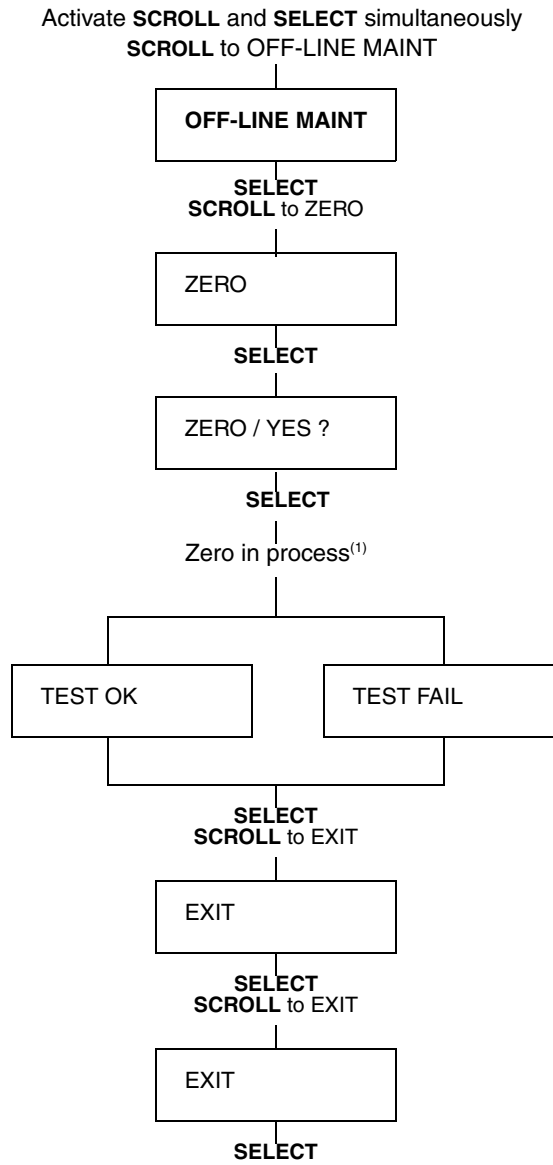 Activate SCROLL and SELECT simultaneously
SCROLL to OFF-LINE MAINT
OFF-LINE MAINT
SELECT
SCROLL to ZERO
ZERO
SELECT
ZERO / YES ?
SELECT
Zero in process(1)
TEST OK
TEST FAIL
SELECT
SCROLL to EXIT
EXIT
SELECT
SCROLL to EXIT
EXIT
SELECT